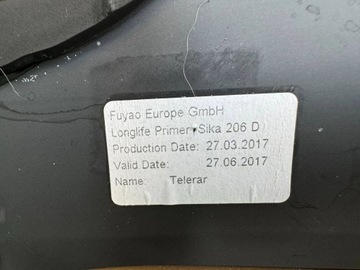 Fuyao Europe GmbH
Longlife Primer Sika 206 D
Production Date: 27.03.2017
Valid Date: 27.06.2017
Name: Telerar